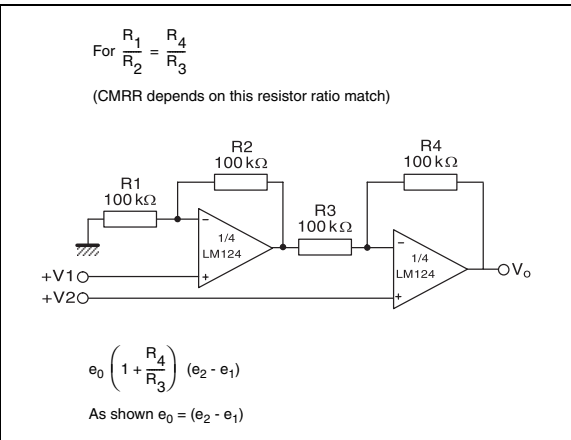 For R1/R2 = R4/R3
(CMRR depends on this resistor ratio match)
R2
100 kΩ
R4
100 kΩ
R1
100 kΩ
R3
100 kΩ
–
1/4
LM124
+
–
1/4
LM124
+
+V1
+V2
Vo
e0 (1 + R4/R3) (e2 - e1)
As shown e0 = (e2 - e1)